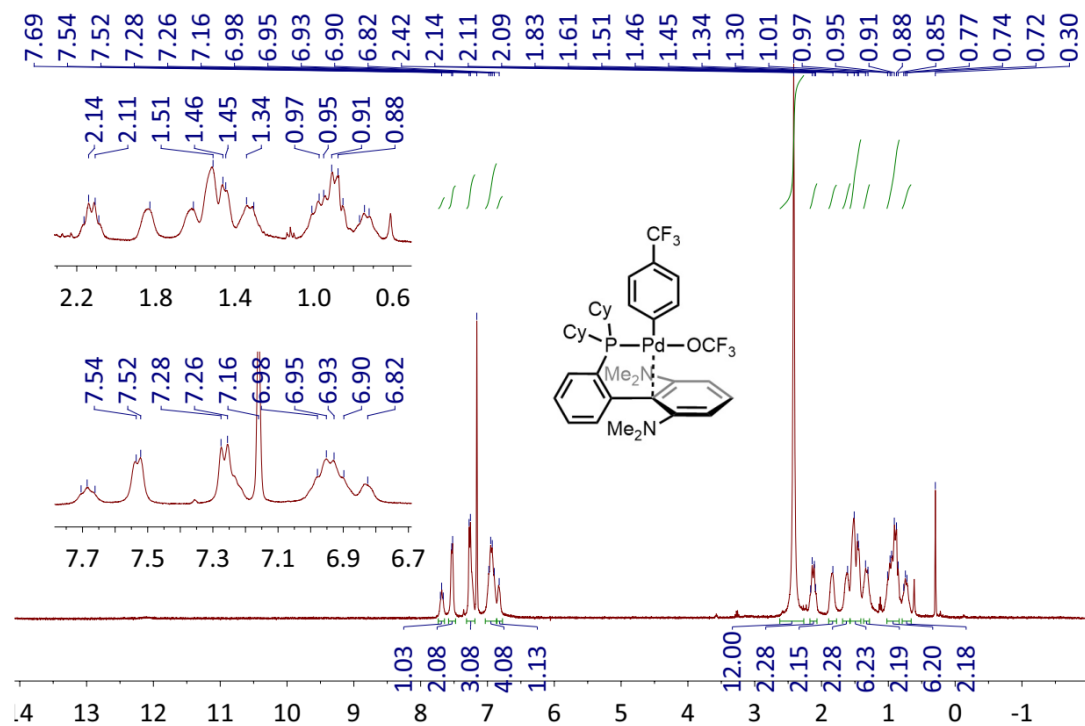 7.69 7.54 7.52 7.28 7.26 7.16 6.98 6.95 6.93 6.90 6.82 2.42 2.14 2.11 2.09 1.83 1.61 1.51 1.46 1.45 1.34 1.30 1.01 0.97 0.95 0.91 0.88 0.85 0.77 0.74 0.72 0.30
2.14 2.11 1.51 1.46 1.45 1.34 0.97 0.95 0.91 0.88
2.2 1.8 1.4 1.0 0.6
7.54 7.52 7.28 7.26 7.16 6.98 6.95 6.93 6.90 6.82
7.7 7.5 7.3 7.1 6.9 6.7
CF3
Cy
Cy
P
Pd
OCF3
Me2N
Me2N
1.03 2.08 3.08 4.08 1.13 12.00 2.28 2.15 2.28 6.23 2.19 6.20 2.18
14 13 12 11 10 9 8 7 6 5 4 3 2 1 0 -1